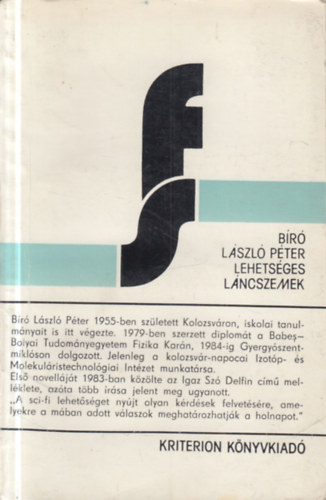 fs
BÍRÓ
LÁSZLÓ PÉTER
LEHETSÉGES
LÁNCSZEMEK
Bíró László Péter 1955-ben született Kolozsváron, iskolai tanul-
mányait is itt végezte. 1979-ben szerzett diplomát a Babeș—
Bolyai Tudományegyetem Fizika Karán, 1984-ig Gyergyószent-
miklóson dolgozott. Jelenleg a kolozsvár-napocai Izotóp- és
Molekuláristechnológiai Intézet munkatársa.
Első novelláját 1983-ban közölte az Igaz Szó Delfin című mel-
léklete, azóta több írása jelent meg ugyanott.
„A sci-fi lehetőséget nyújt olyan kérdések felvetésére, ame-
lyekre a mában adott válaszok meghatározhatják a holnapot."
KRITERION KÖNYVKIADÓ